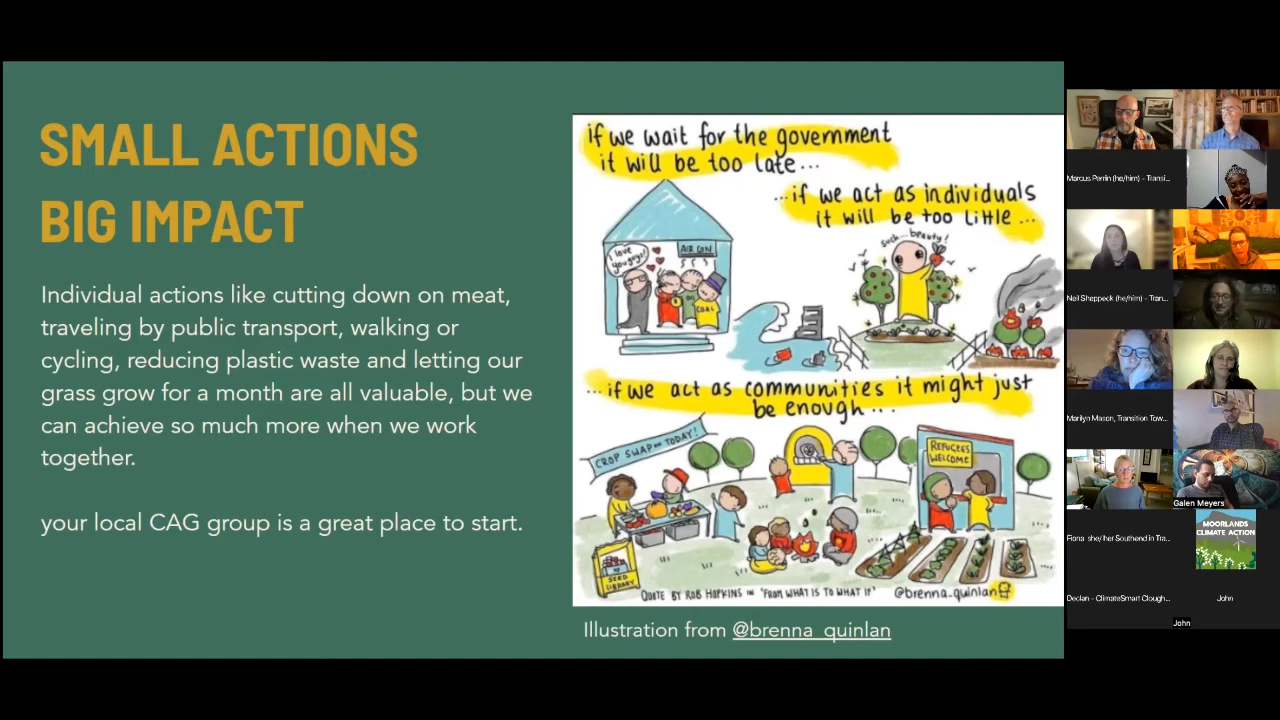 SMALL ACTIONS
BIG IMPACT
Individual actions like cutting down on meat,
traveling by public transport, walking or
cycling, reducing plastic waste and letting our
grass grow for a month are all valuable, but we
can achieve so much more when we work
together.
your local CAG group is a great place to start.
if we wait for the government
it will be too late...
...if we act as individuals
it will be too little...
I love
you guys!
AIR CON
OIL
COAL
such... beauty!
...if we act as communities it might just
be enough...
CROP SWAP TODAY!
REFUGEES
WELCOME
SEED
LIBRARY
QUOTE BY ROB HOPKINS IN 'FROM WHAT IS TO WHAT IF'
@brenna_quinlan
Illustration from @brenna_quinlan
Marcus Perrin (he/him) - Transi...
Neil Sheppeck (he/him) - Tran...
Marilyn Mason, Transition Tow...
Galen Meyers
Fiona she/her Southend in Tra...
MOORLANDS
CLIMATE ACTION
Declan - ClimateSmart Clough...
John
John